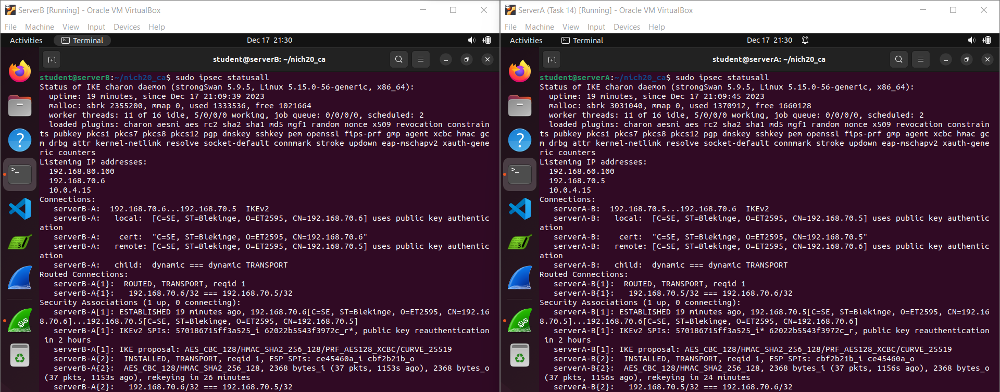 ServerB [Running] - Oracle VM VirtualBox
File Machine View Input Devices Help
Activities Terminal Dec 17 21:30
student@serverB: ~/nich20_ca
student@serverB:~/nich20_ca$ sudo ipsec statusall
Status of IKE charon daemon (strongSwan 5.9.5, Linux 5.15.0-56-generic, x86_64):
  uptime: 19 minutes, since Dec 17 21:09:39 2023
  malloc: sbrk 2355200, mmap 0, used 1333536, free 1021664
  worker threads: 11 of 16 idle, 5/0/0/0 working, job queue: 0/0/0/0, scheduled: 2
  loaded plugins: charon aesni aes rc2 sha2 sha1 md5 mgf1 random nonce x509 revocation constrain
ts pubkey pkcs1 pkcs7 pkcs8 pkcs12 pgp dnskey sshkey pem openssl fips-prf gmp agent xcbc hmac gc
m drbg attr kernel-netlink resolve socket-default connmark stroke updown eap-mschapv2 xauth-gene
ric counters
Listening IP addresses:
  192.168.80.100
  192.168.70.6
  10.0.4.15
Connections:
   serverB-A:  192.168.70.6...192.168.70.5  IKEv2
   serverB-A:   local:  [C=SE, ST=Blekinge, O=ET2595, CN=192.168.70.6] uses public key authentic
ation
   serverB-A:    cert:  "C=SE, ST=Blekinge, O=ET2595, CN=192.168.70.6"
   serverB-A:   remote: [C=SE, ST=Blekinge, O=ET2595, CN=192.168.70.5] uses public key authentic
ation
   serverB-A:   child:  dynamic === dynamic TRANSPORT
Routed Connections:
   serverB-A{1}:  ROUTED, TRANSPORT, reqid 1
   serverB-A{1}:   192.168.70.6/32 === 192.168.70.5/32
Security Associations (1 up, 0 connecting):
   serverB-A[1]: ESTABLISHED 19 minutes ago, 192.168.70.6[C=SE, ST=Blekinge, O=ET2595, CN=192.16
8.70.6]...192.168.70.5[C=SE, ST=Blekinge, O=ET2595, CN=192.168.70.5]
   serverB-A[1]: IKEv2 SPIs: 570186715ff3a525_i 62022b5543f3972c_r*, public key reauthentication
 in 2 hours
   serverB-A[1]: IKE proposal: AES_CBC_128/HMAC_SHA2_256_128/PRF_AES128_XCBC/CURVE_25519
   serverB-A{2}:  INSTALLED, TRANSPORT, reqid 1, ESP SPIs: ce45460a_i cbf2b21b_o
   serverB-A{2}:  AES_CBC_128/HMAC_SHA2_256_128, 2368 bytes_i (37 pkts, 1153s ago), 2368 bytes_o
 (37 pkts, 1153s ago), rekeying in 26 minutes
   serverB-A{2}:   192.168.70.6/32 === 192.168.70.5/32
ServerA (Task 14) [Running] - Oracle VM VirtualBox
File Machine View Input Devices Help
Activities Terminal Dec 17 21:30
student@serverA: ~/nich20_ca
student@serverA:~/nich20_ca$ sudo ipsec statusall
Status of IKE charon daemon (strongSwan 5.9.5, Linux 5.15.0-56-generic, x86_64):
  uptime: 19 minutes, since Dec 17 21:09:45 2023
  malloc: sbrk 3031040, mmap 0, used 1370912, free 1660128
  worker threads: 11 of 16 idle, 5/0/0/0 working, job queue: 0/0/0/0, scheduled: 2
  loaded plugins: charon aesni aes rc2 sha2 sha1 md5 mgf1 random nonce x509 revocation constrain
ts pubkey pkcs1 pkcs7 pkcs8 pkcs12 pgp dnskey sshkey pem openssl fips-prf gmp agent xcbc hmac gc
m drbg attr kernel-netlink resolve socket-default connmark stroke updown eap-mschapv2 xauth-gene
ric counters
Listening IP addresses:
  192.168.60.100
  192.168.70.5
  10.0.4.15
Connections:
   serverA-B:  192.168.70.5...192.168.70.6  IKEv2
   serverA-B:   local:  [C=SE, ST=Blekinge, O=ET2595, CN=192.168.70.5] uses public key authentic
ation
   serverA-B:    cert:  "C=SE, ST=Blekinge, O=ET2595, CN=192.168.70.5"
   serverA-B:   remote: [C=SE, ST=Blekinge, O=ET2595, CN=192.168.70.6] uses public key authentic
ation
   serverA-B:   child:  dynamic === dynamic TRANSPORT
Routed Connections:
   serverA-B{1}:  ROUTED, TRANSPORT, reqid 1
   serverA-B{1}:   192.168.70.5/32 === 192.168.70.6/32
Security Associations (1 up, 0 connecting):
   serverA-B[1]: ESTABLISHED 19 minutes ago, 192.168.70.5[C=SE, ST=Blekinge, O=ET2595, CN=192.16
8.70.5]...192.168.70.6[C=SE, ST=Blekinge, O=ET2595, CN=192.168.70.6]
   serverA-B[1]: IKEv2 SPIs: 570186715ff3a525_i* 62022b5543f3972c_r, public key reauthentication
 in 2 hours
   serverA-B[1]: IKE proposal: AES_CBC_128/HMAC_SHA2_256_128/PRF_AES128_XCBC/CURVE_25519
   serverA-B{2}:  INSTALLED, TRANSPORT, reqid 1, ESP SPIs: cbf2b21b_i ce45460a_o
   serverA-B{2}:  AES_CBC_128/HMAC_SHA2_256_128, 2368 bytes_i (37 pkts, 1156s ago), 2368 bytes_o
 (37 pkts, 1156s ago), rekeying in 24 minutes
   serverA-B{2}:   192.168.70.5/32 === 192.168.70.6/32